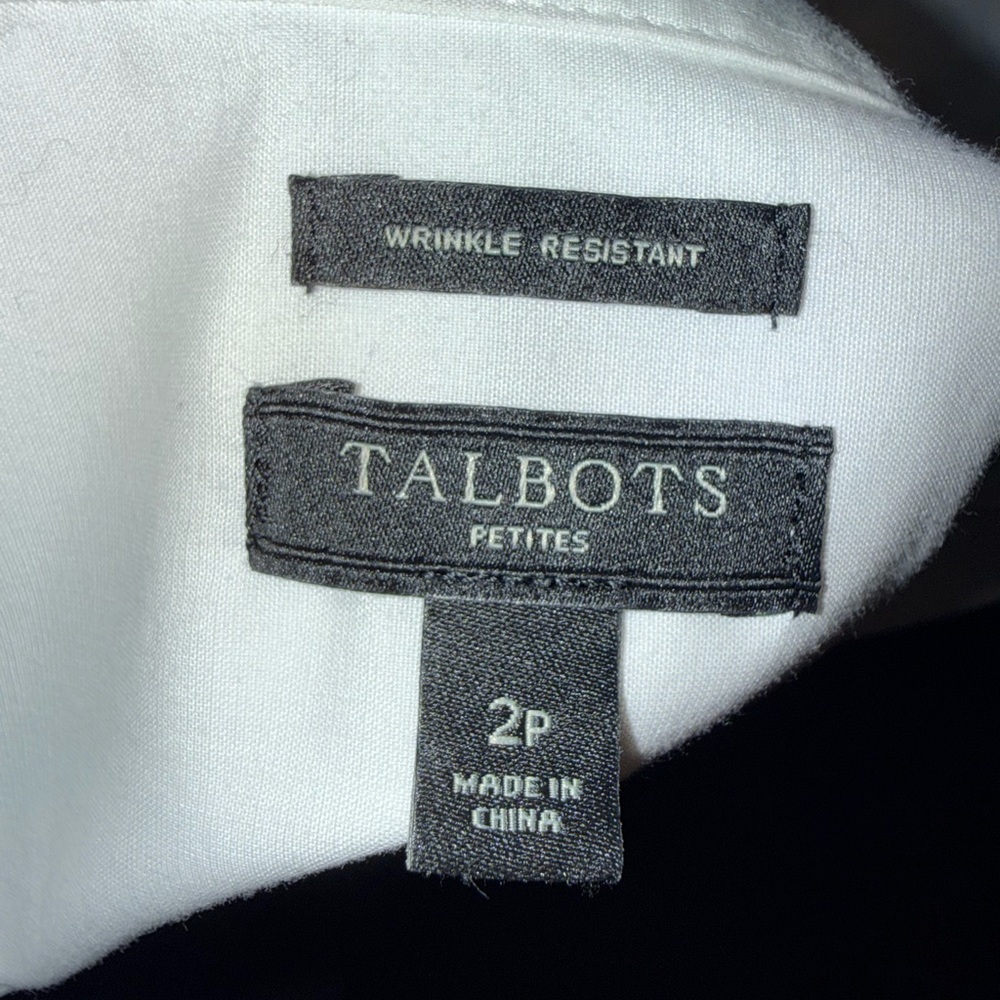 WRINKLE RESISTANT
TALBOTS
PETITES
2P
MADE IN
CHINA